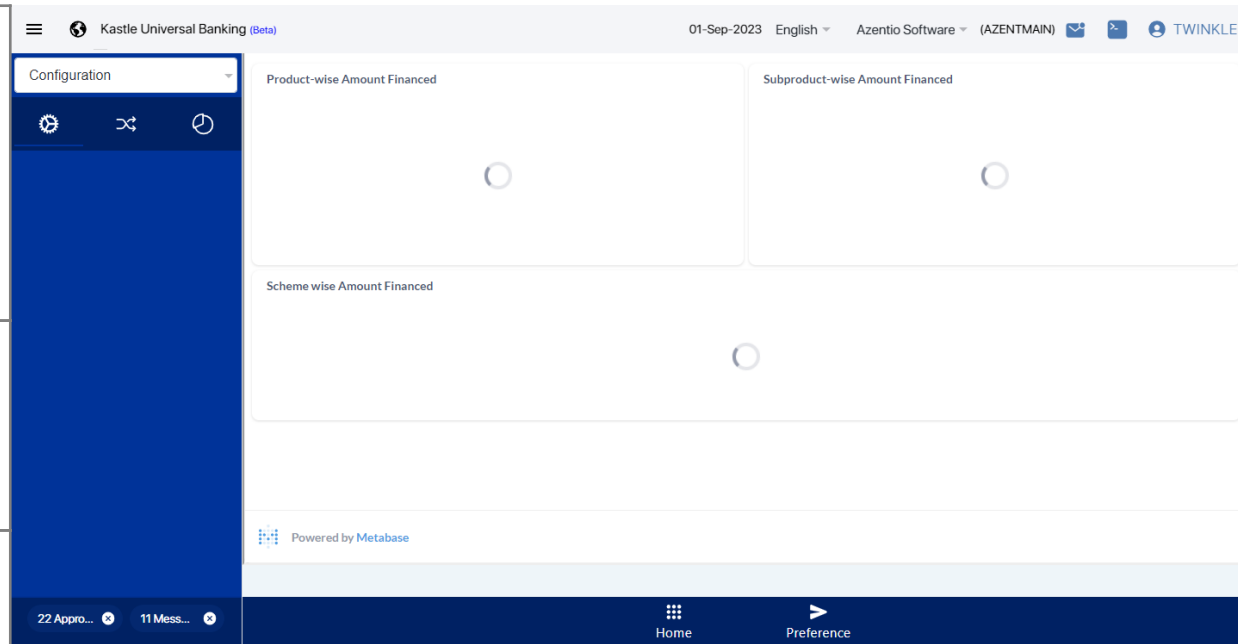 Kastle Universal Banking (Beta)
01-Sep-2023 English Azentio Software (AZENTMAIN) TWINKLE
Configuration
Product-wise Amount Financed
Subproduct-wise Amount Financed
Scheme wise Amount Financed
Powered by Metabase
22 Appro... 11 Mess...
Home
Preference